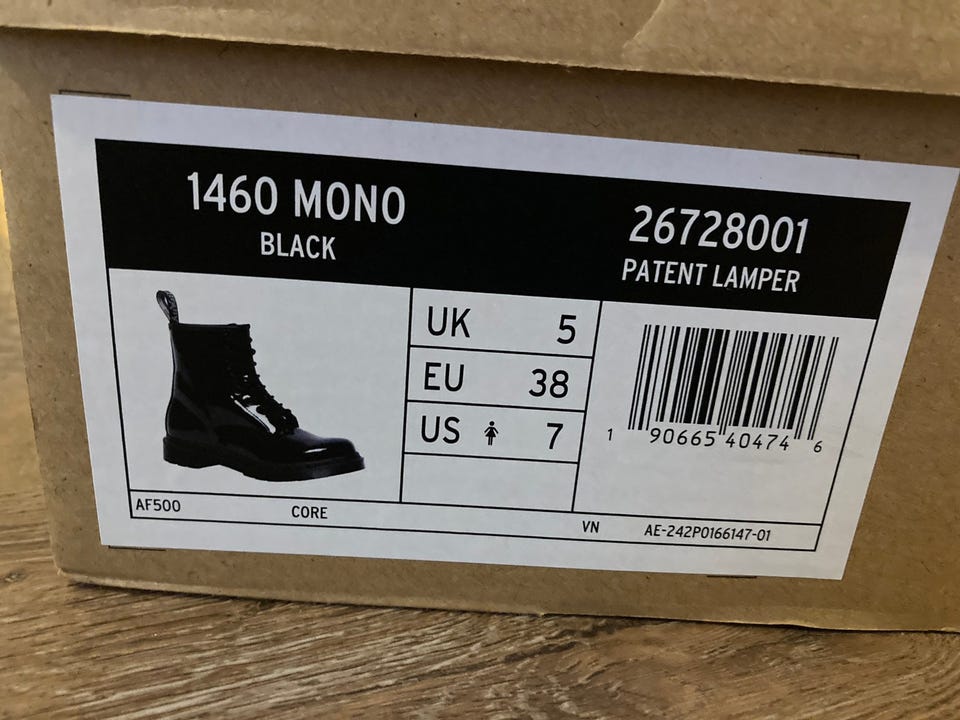 1460 MONO
BLACK
26728001
PATENT LAMPER
UK 5
EU 38
US 7
1 90665 40474 6
AF500 CORE VN AE-242P0166147-01